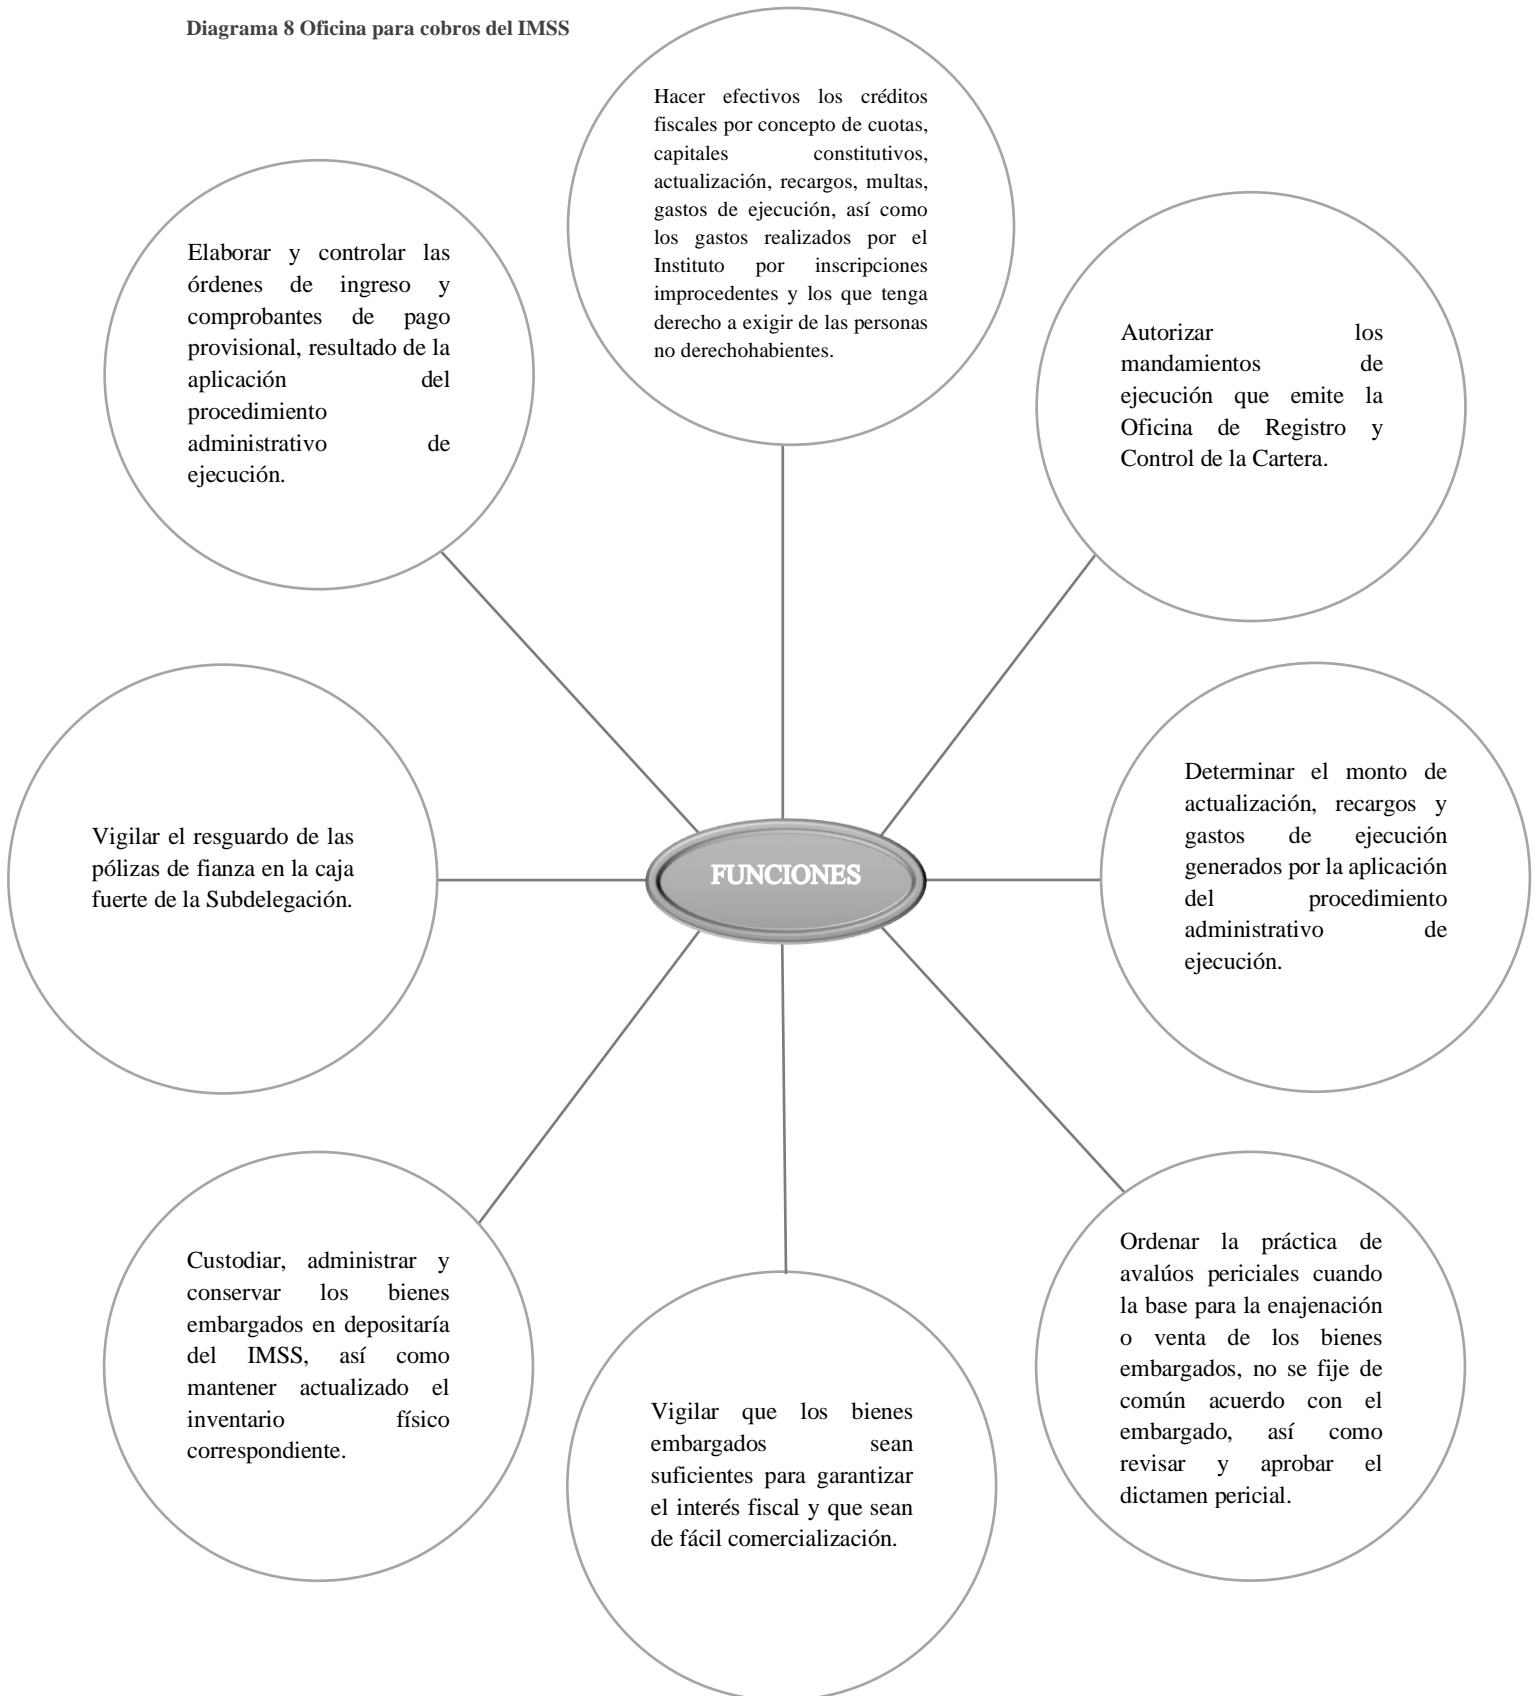 Diagrama 8 Oficina para cobros del IMSS
Hacer efectivos los créditos
fiscales por concepto de cuotas,
capitales constitutivos,
actualización, recargos, multas,
gastos de ejecución, así como
los gastos realizados por el
Instituto por inscripciones
improcedentes y los que tenga
derecho a exigir de las personas
no derechohabientes.
Autorizar los
mandamientos de
ejecución que emite la
Oficina de Registro y
Control de la Cartera.
Determinar el monto de
actualización, recargos y
gastos de ejecución
generados por la aplicación
del procedimiento
administrativo de
ejecución.
Ordenar la práctica de
avalúos periciales cuando
la base para la enajenación
o venta de los bienes
embargados, no se fije de
común acuerdo con el
embargado, así como
revisar y aprobar el
dictamen pericial.
Vigilar que los bienes
embargados sean
suficientes para garantizar
el interés fiscal y que sean
de fácil comercialización.
Custodiar, administrar y
conservar los bienes
embargados en depositaría
del IMSS, así como
mantener actualizado el
inventario físico
correspondiente.
Vigilar el resguardo de las
pólizas de fianza en la caja
fuerte de la Subdelegación.
Elaborar y controlar las
órdenes de ingreso y
comprobantes de pago
provisional, resultado de la
aplicación del
procedimiento
administrativo de
ejecución.
FUNCIONES